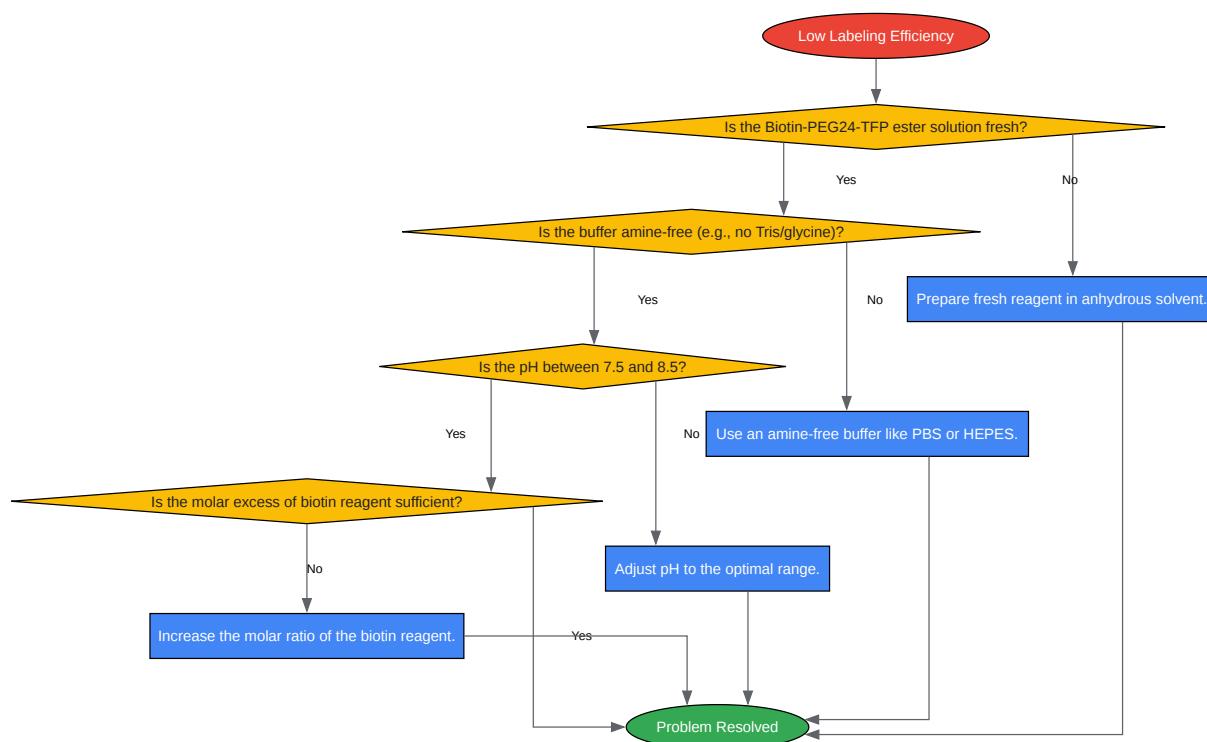 Low Labeling Efficiency
Is the Biotin-PEG24-TFP ester solution fresh?
Yes
No
Is the buffer amine-free (e.g., no Tris/glycine)?
Yes
No
Prepare fresh reagent in anhydrous solvent.
Is the pH between 7.5 and 8.5?
Yes
No
Use an amine-free buffer like PBS or HEPES.
Is the molar excess of biotin reagent sufficient?
No
Adjust pH to the optimal range.
Increase the molar ratio of the biotin reagent.
Yes
Problem Resolved